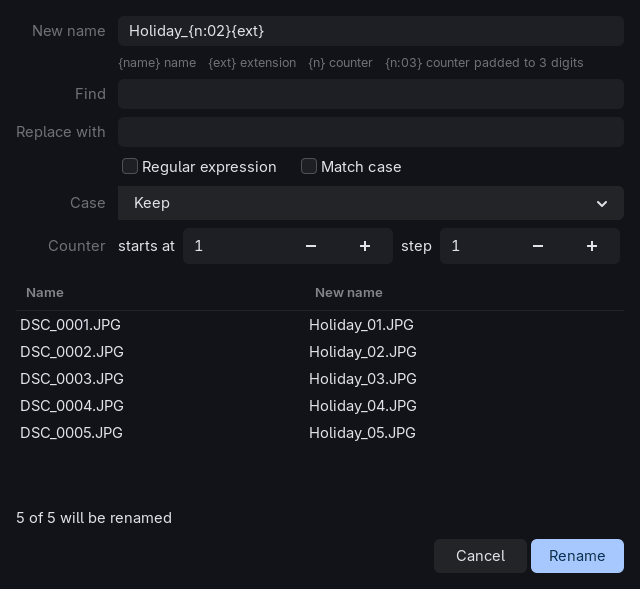 New name Holiday_{n:02}{ext}
{name} name {ext} extension {n} counter {n:03} counter padded to 3 digits
Find
Replace with
Regular expression Match case
Case Keep
Counter starts at 1 step 1
Name New name
DSC_0001.JPG Holiday_01.JPG
DSC_0002.JPG Holiday_02.JPG
DSC_0003.JPG Holiday_03.JPG
DSC_0004.JPG Holiday_04.JPG
DSC_0005.JPG Holiday_05.JPG
5 of 5 will be renamed
Cancel Rename